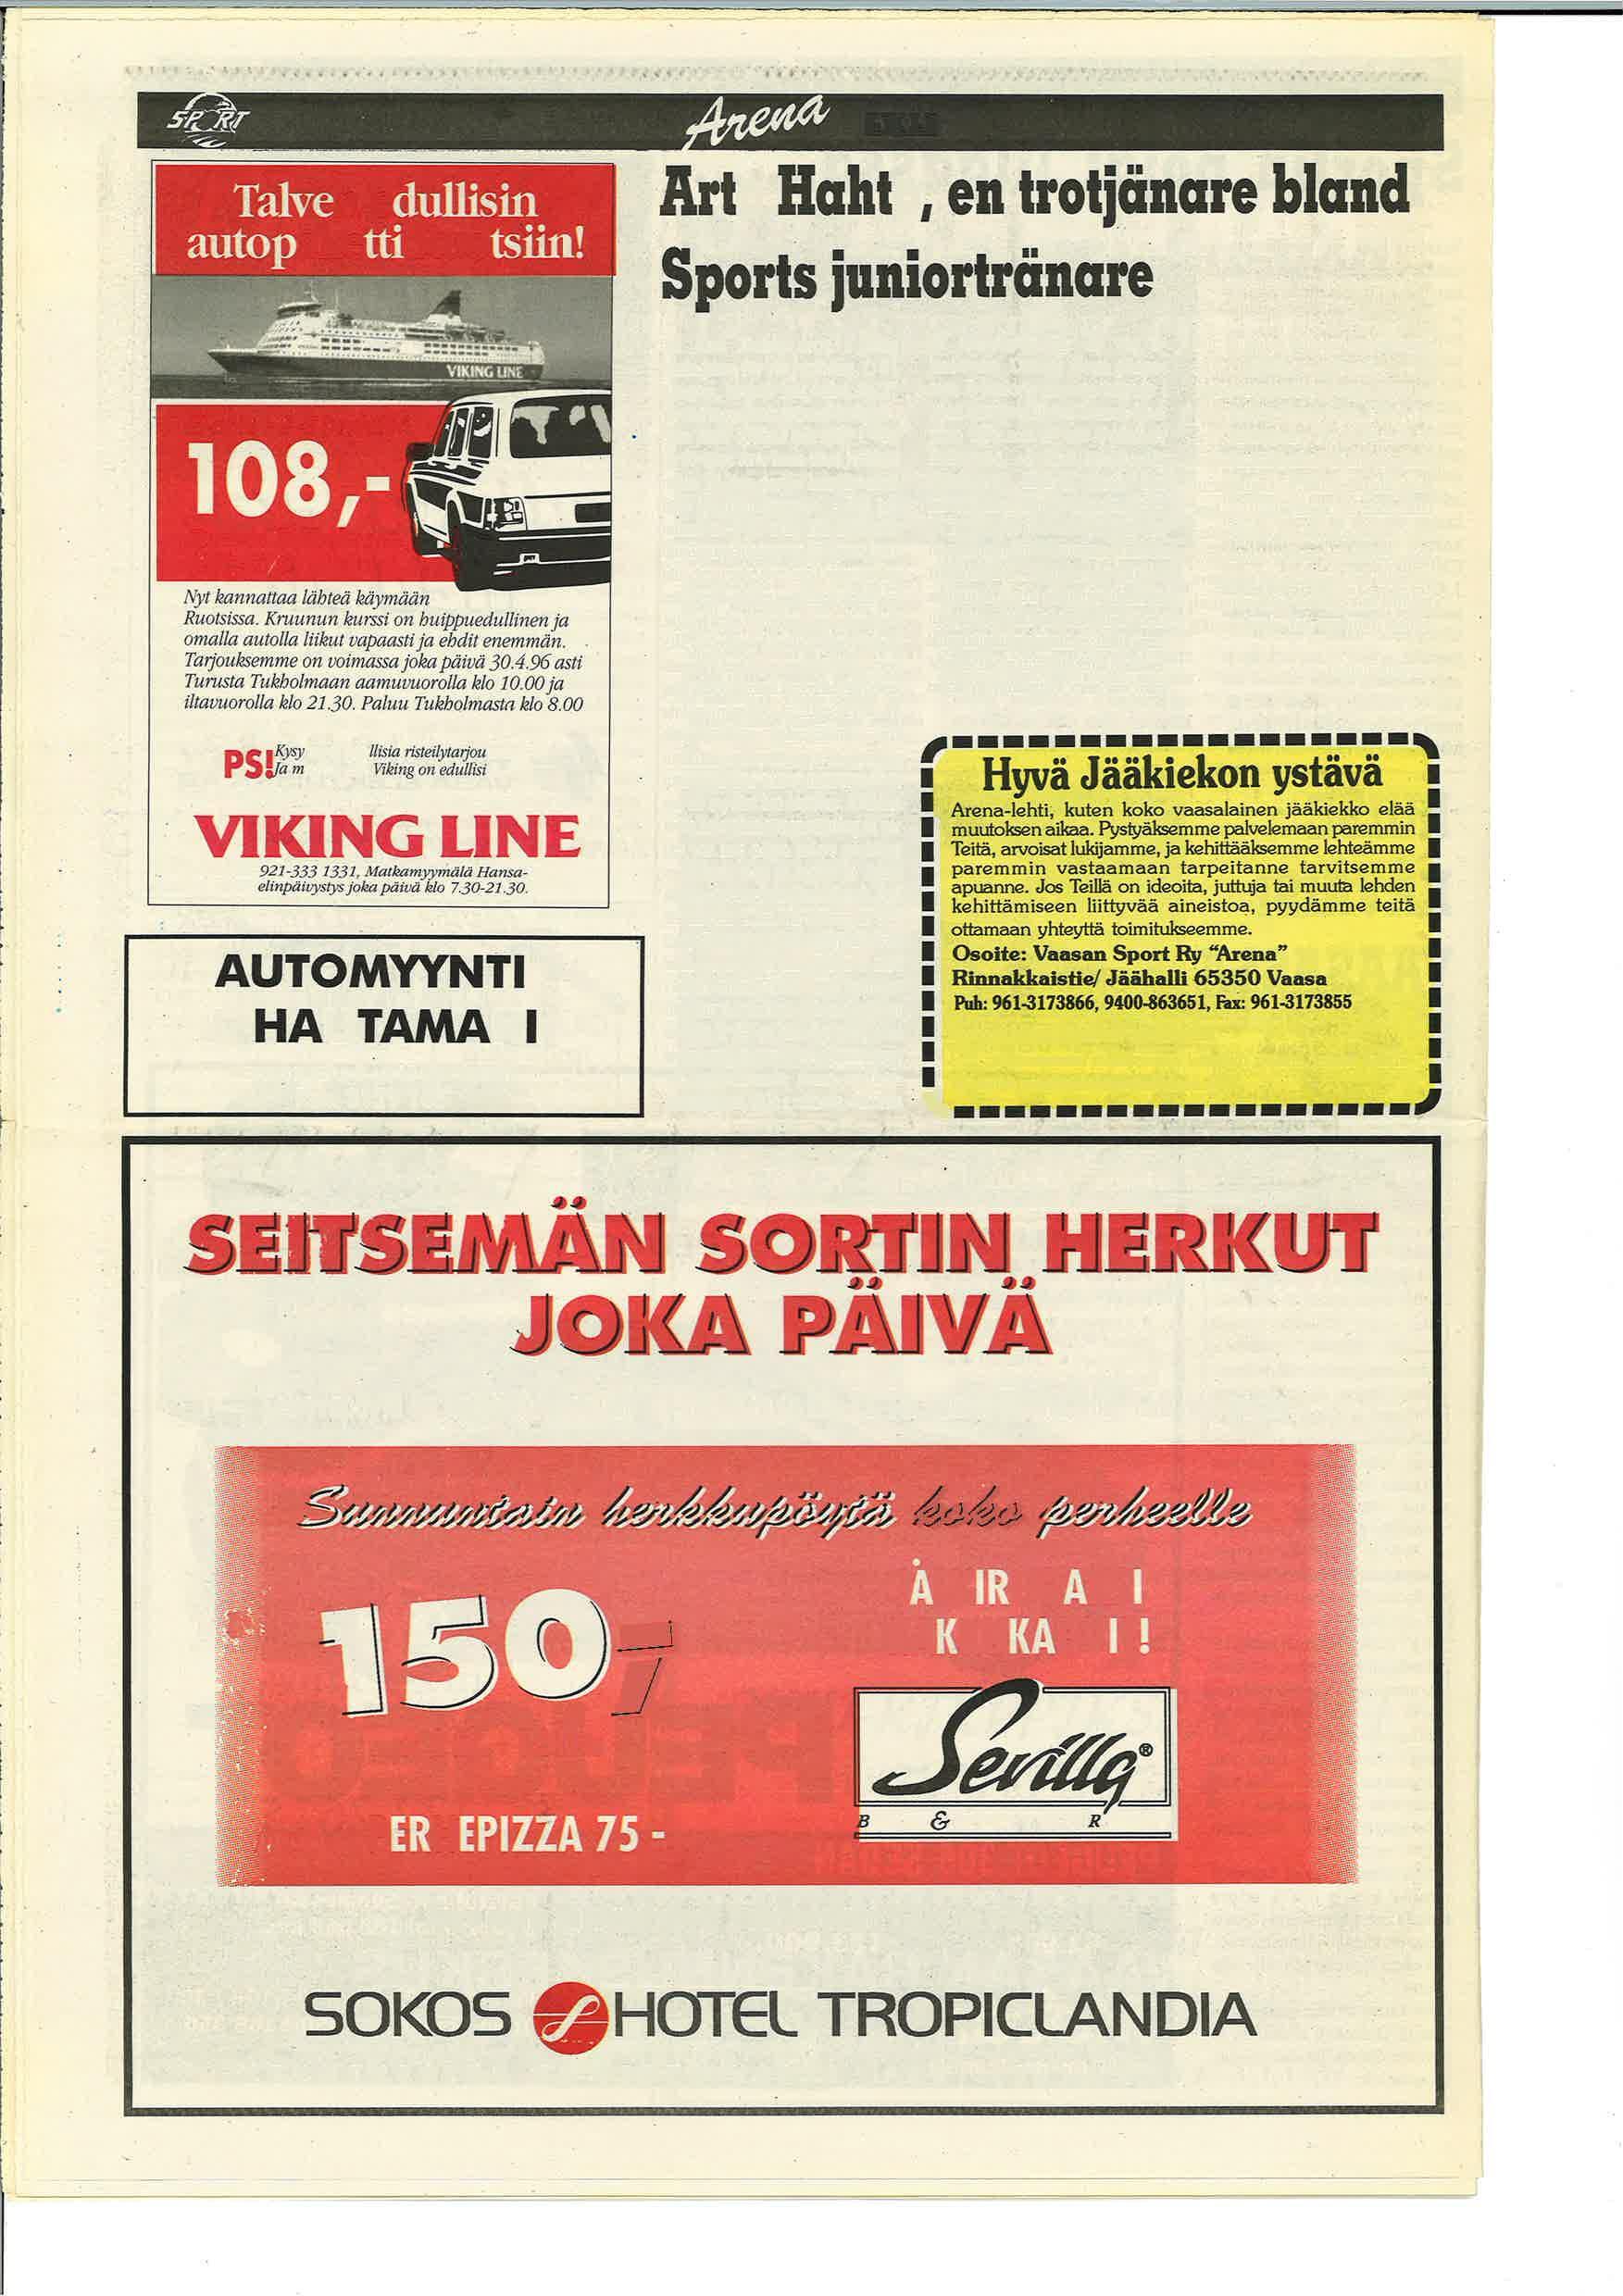 SPORT
Arena
Talve dullisin
autop tti tsiin!
VIKING LINE
108,-
Nyt kannattaa lähteä käymään
Ruotsissa. Kruunun kurssi on huippuedullinen ja
omalla autolla liikut vapaasti ja ehdit enemmän.
Tarjouksemme on voimassa joka päivä 30.4.96 asti
Turusta Tukholmaan aamuvuorolla klo 10.00 ja
iltavuorolla klo 21.30. Paluu Tukholmasta klo 8.00
PS! Kysy llisia risteilytarjou
Ja m Viking on edullisi
VIKING LINE
921-333 1331, Matkamyymälä Hansa-
elinpäivystys joka päivä klo 7.30-21.30.
AUTOMYYNTI
HA TAMA I
Art Haht , en trotjänare bland
Sports juniortränare
Hyvä Jääkiekon ystävä
Arena-lehti, kuten koko vaasalainen jääkiekko elää
muutoksen aikaa. Pystyäksemme palvelemaan paremmin
Teitä, arvoisat lukijamme, ja kehittääksemme lehteämme
paremmin vastaamaan tarpeitanne tarvitsemme
apuanne. Jos Teillä on ideoita, juttuja tai muuta lehden
kehittämiseen liittyvää aineistoa, pyydämme teitä
ottamaan yhteyttä toimitukseemme.
Osoite: Vaasan Sport Ry "Arena"
Rinnakkaistie/ Jäähalli 65350 Vaasa
Puh: 961-3173866, 9400-863651, Fax: 961-3173855
SEITSEMÄN SORTIN HERKUT
JOKA PÄIVÄ
Sunnuntain herkkupöytä koko perheelle
150,-
À IR A I
K KA I !
Sevilla®
B & R
ER EPIZZA 75 -
SOKOS HOTEL TROPICLANDIA